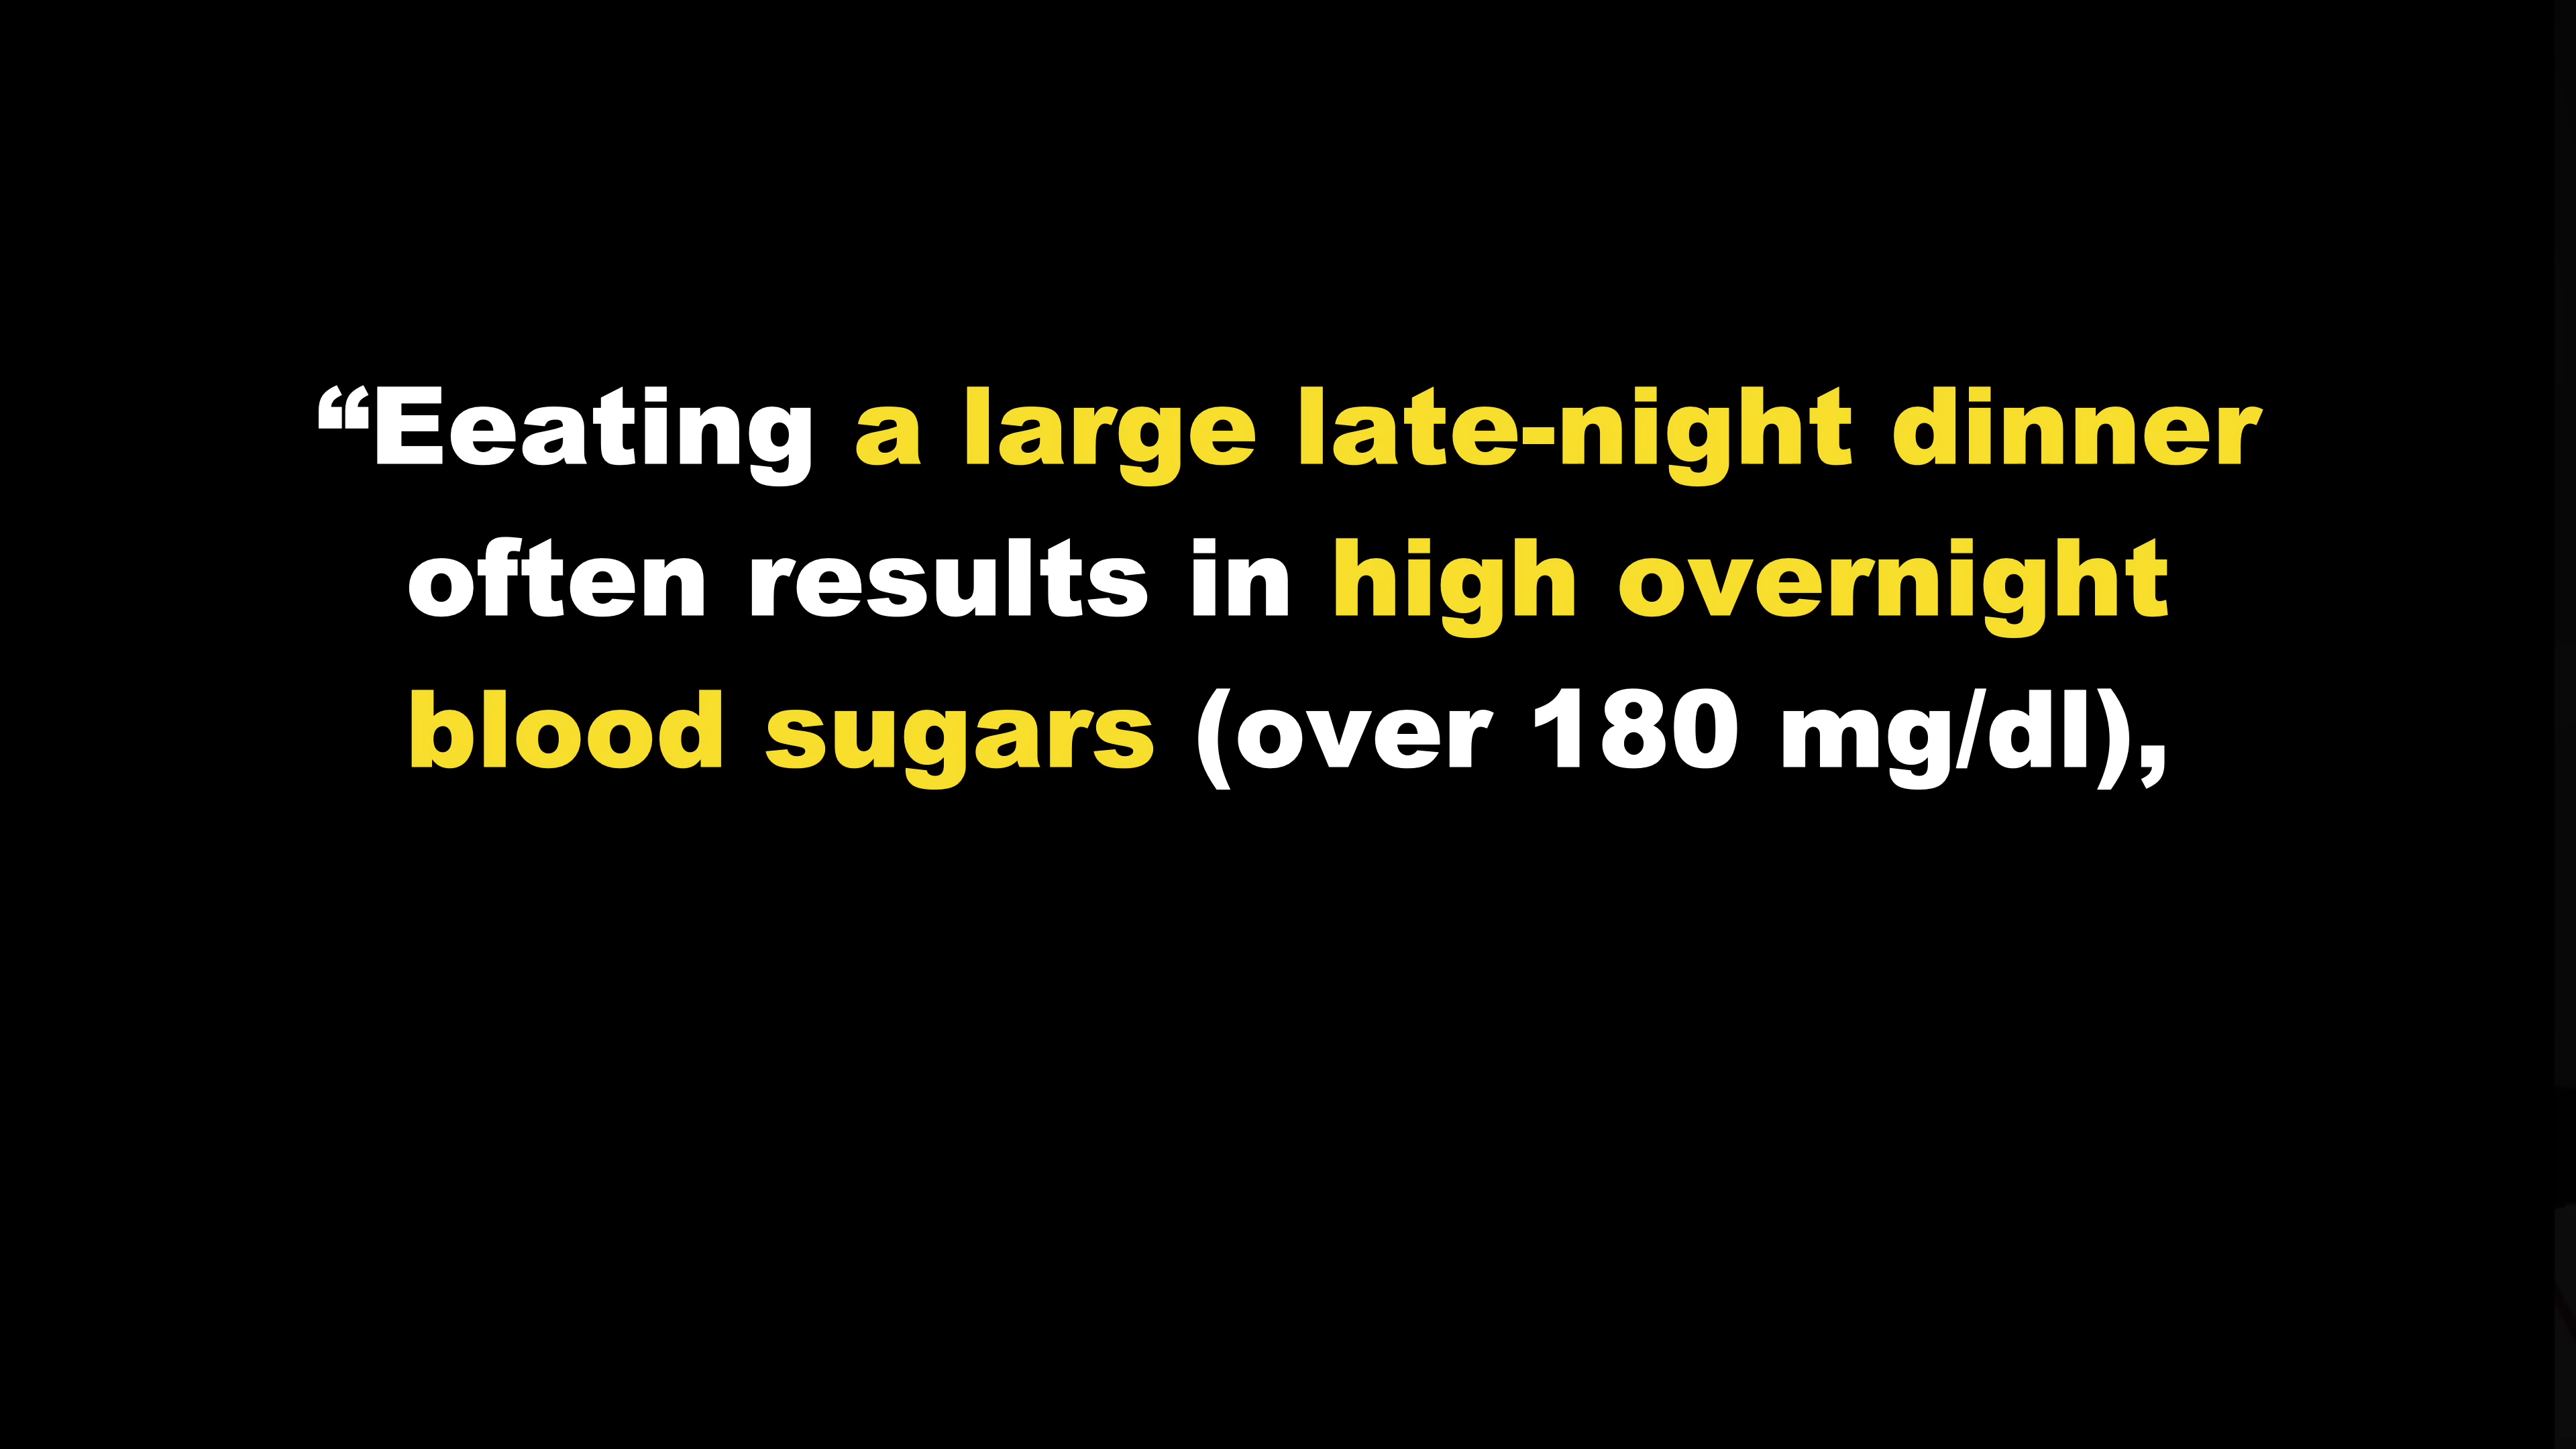 “Eeating a large late-night dinner
often results in high overnight
blood sugars (over 180 mg/dl),